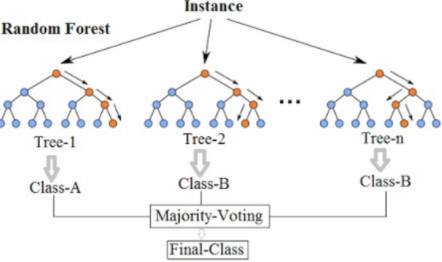 Instance
Random Forest
...
Tree-1
Tree-2
Tree-n
Class-A
Class-B
Class-B
Majority-Voting
Final-Class